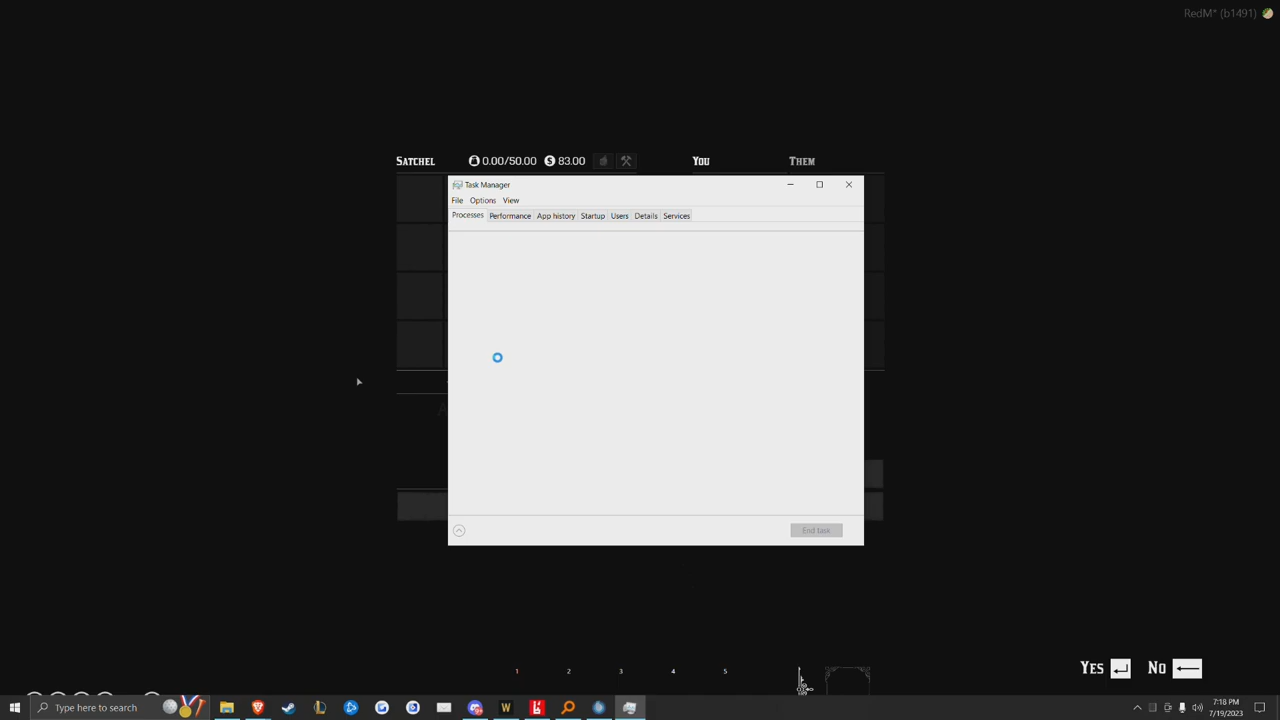 RedM* (b1491)
SATCHEL 0.00/50.00 $ 83.00 YOU THEM
Task Manager
File Options View
Processes Performance App history Startup Users Details Services
End task
1 2 3 4 5
YES NO
Type here to search
7:18 PM
7/19/2023